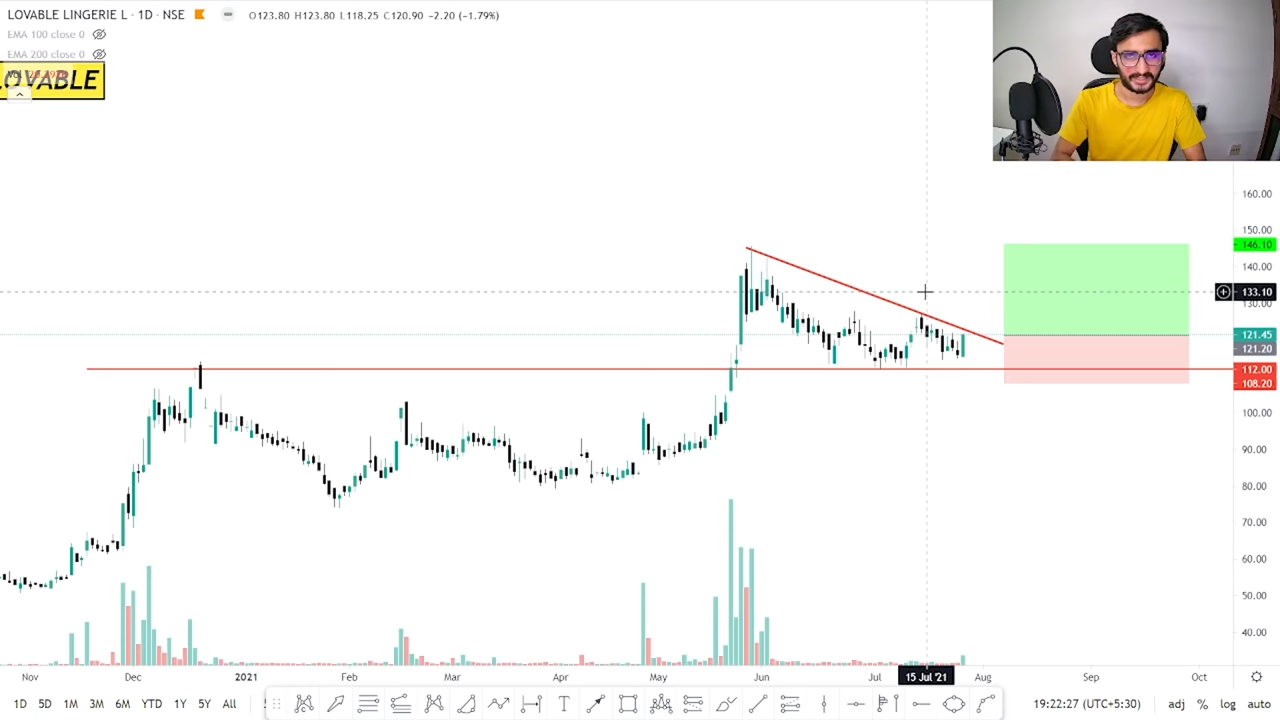 LOVABLE LINGERIE L · 1D · NSE O123.80 H123.80 L118.25 C120.90 −2.20 (−1.79%)
EMA 100 close 0
EMA 200 close 0
Vol
LOVABLE
160.00
150.00
146.10
140.00
133.10
130.00
121.45
121.20
112.00
108.20
100.00
90.00
80.00
70.00
60.00
50.00
40.00
Nov Dec 2021 Feb Mar Apr May Jun Jul 15 Jul '21 Aug Sep Oct
1D 5D 1M 3M 6M YTD 1Y 5Y All 19:22:27 (UTC+5:30) adj % log auto